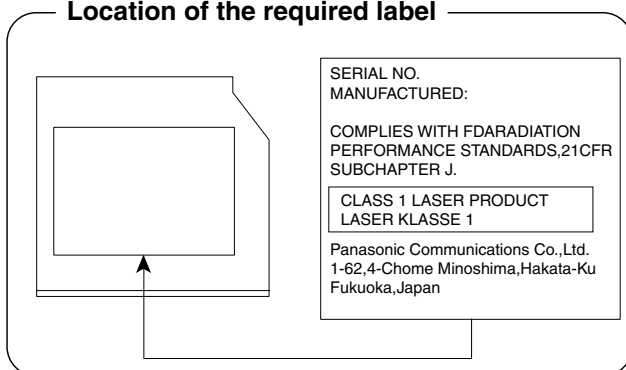 Location of the required label
SERIAL NO.
MANUFACTURED:
COMPLIES WITH FDARADIATION
PERFORMANCE STANDARDS,21CFR
SUBCHAPTER J.
CLASS 1 LASER PRODUCT
LASER KLASSE 1
Panasonic Communications Co.,Ltd.
1-62,4-Chome Minoshima,Hakata-Ku
Fukuoka,Japan